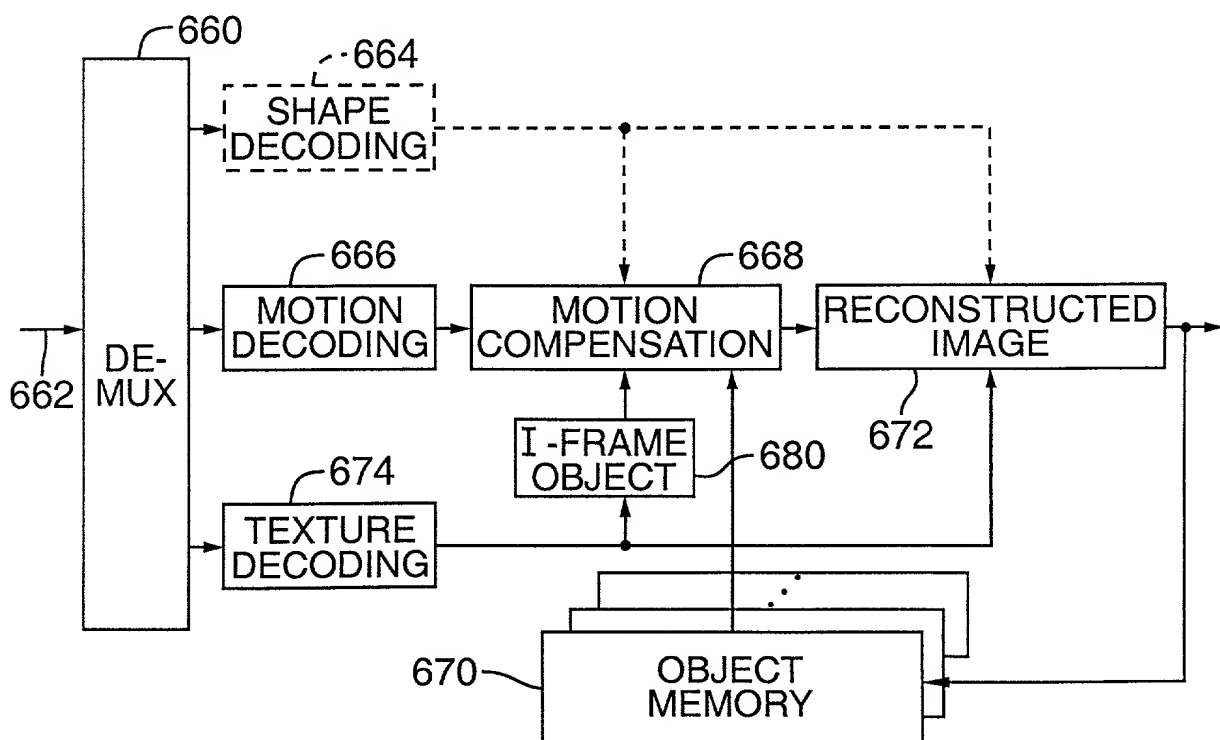 660
664
SHAPE
DECODING
666
668
MOTION
DECODING
MOTION
COMPENSATION
RECONSTRUCTED
IMAGE
DE-
MUX
662
672
I-FRAME
OBJECT
680
674
TEXTURE
DECODING
670
OBJECT
MEMORY